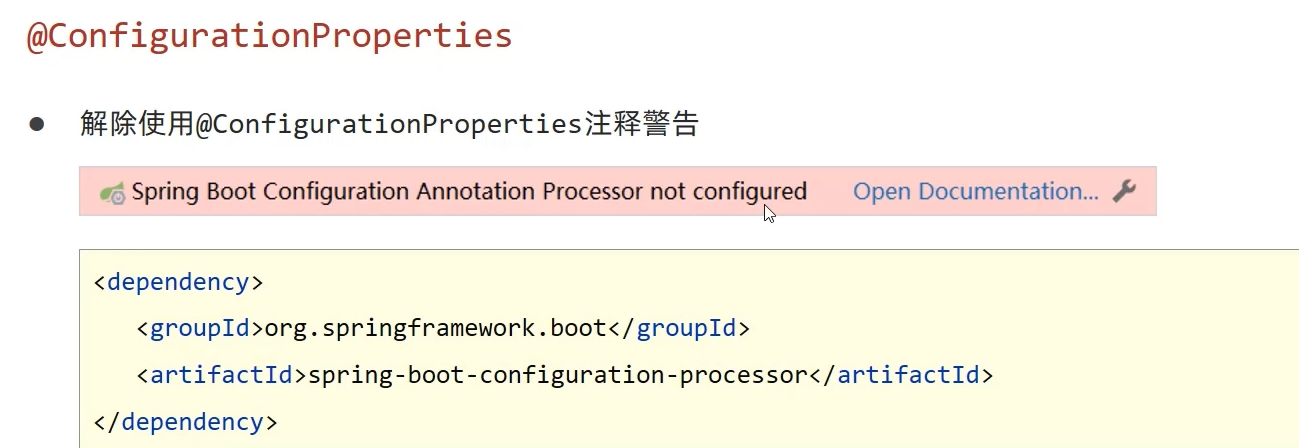 @ConfigurationProperties
● 解除使用@ConfigurationProperties注释警告
Spring Boot Configuration Annotation Processor not configured Open Documentation...
<dependency>
<groupId>org.springframework.boot</groupId>
<artifactId>spring-boot-configuration-processor</artifactId>
</dependency>